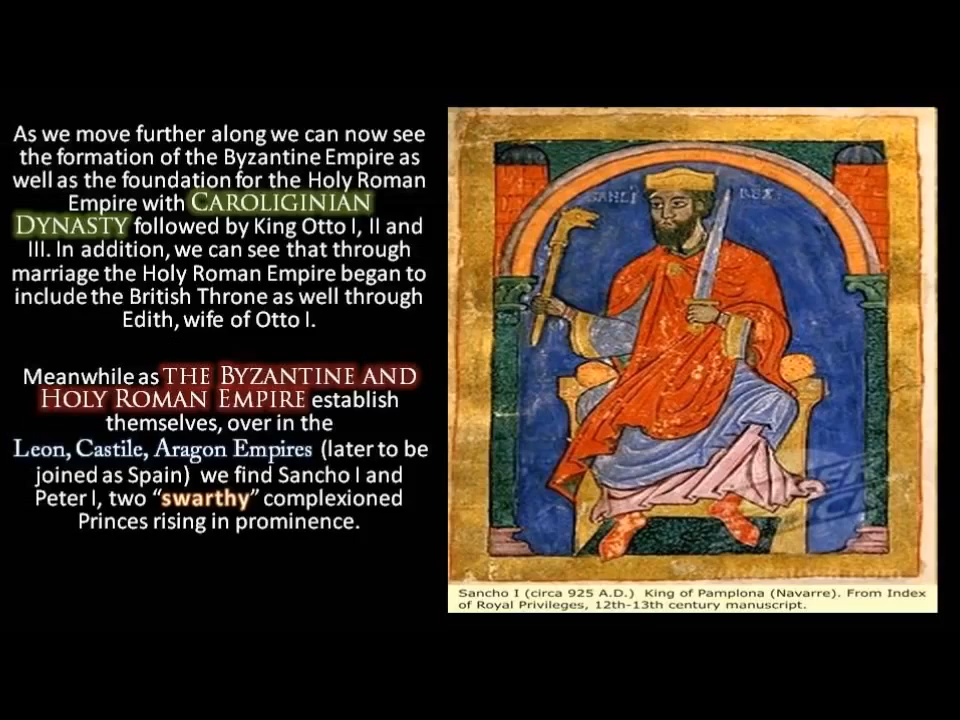 As we move further along we can now see
the formation of the Byzantine Empire as
well as the foundation for the Holy Roman
Empire with CAROLIGINIAN
DYNASTY followed by King Otto I, II and
III. In addition, we can see that through
marriage the Holy Roman Empire began to
include the British Throne as well through
Edith, wife of Otto I.
Meanwhile as THE BYZANTINE AND
HOLY ROMAN EMPIRE establish
themselves, over in the
Leon, Castile, Aragon Empires (later to be
joined as Spain) we find Sancho I and
Peter I, two “swarthy” complexioned
Princes rising in prominence.
REX
Sancho I (circa 925 A.D.) King of Pamplona (Navarre). From Index
of Royal Privileges, 12th-13th century manuscript.